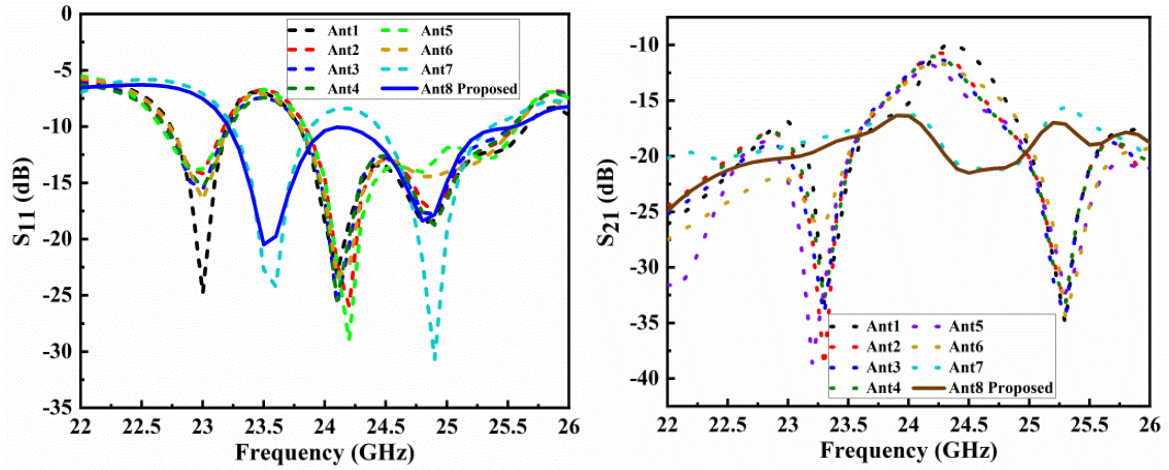 0
-5
-10
-15
-20
-25
-30
-35
S11 (dB)
Ant1 Ant5
Ant2 Ant6
Ant3 Ant7
Ant4 Ant8 Proposed
22 22.5 23 23.5 24 24.5 25 25.5 26
Frequency (GHz)
-10
-15
-20
-25
-30
-35
-40
S21 (dB)
Ant1 Ant5
Ant2 Ant6
Ant3 Ant7
Ant4 Ant8 Proposed
22 22.5 23 23.5 24 24.5 25 25.5 26
Frequency (GHz)